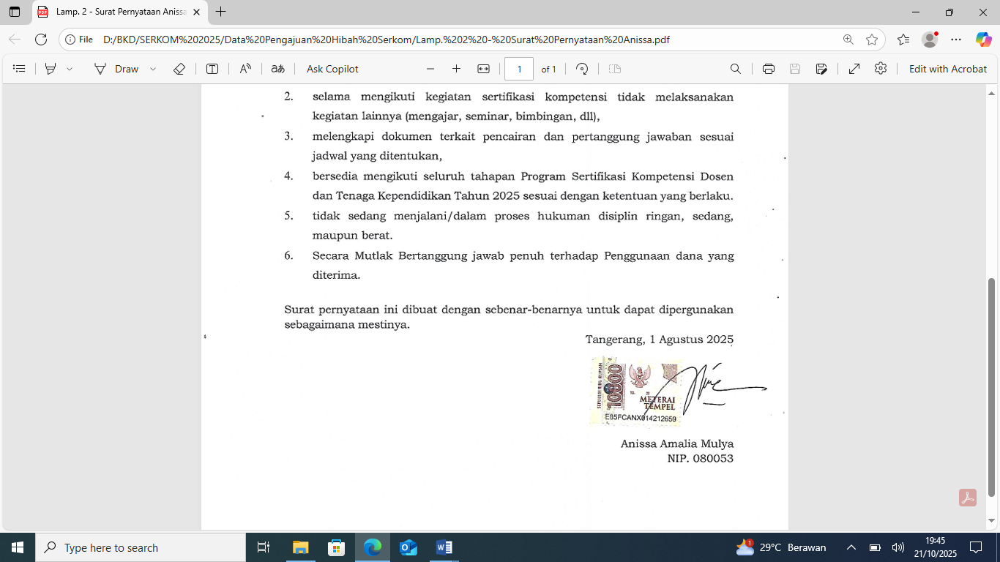 Lamp. 2 - Surat Pernyataan Anissa
File D:/BKD/SERKOM%202025/Data%20Pengajuan%20Hibah%20Serkom/Lamp.%202%20-%20Surat%20Pernyataan%20Anissa.pdf
Draw Ask Copilot 1 of 1 Edit with Acrobat
2. selama mengikuti kegiatan sertifikasi kompetensi tidak melaksanakan
kegiatan lainnya (mengajar, seminar, bimbingan, dll),
3. melengkapi dokumen terkait pencairan dan pertanggung jawaban sesuai
jadwal yang ditentukan,
4. bersedia mengikuti seluruh tahapan Program Sertifikasi Kompetensi Dosen
dan Tenaga Kependidikan Tahun 2025 sesuai dengan ketentuan yang berlaku.
5. tidak sedang menjalani/dalam proses hukuman disiplin ringan, sedang,
maupun berat.
6. Secara Mutlak Bertanggung jawab penuh terhadap Penggunaan dana yang
diterima.
Surat pernyataan ini dibuat dengan sebenar-benarnya untuk dapat dipergunakan
sebagaimana mestinya.
Tangerang, 1 Agustus 2025
SEPULUH RIBU RUPIAH
10000
METERAI
TEMPEL
E85FCANX014212659
Anissa Amalia Mulya
NIP. 080053
Type here to search
1
29°C Berawan
19:45
21/10/2025